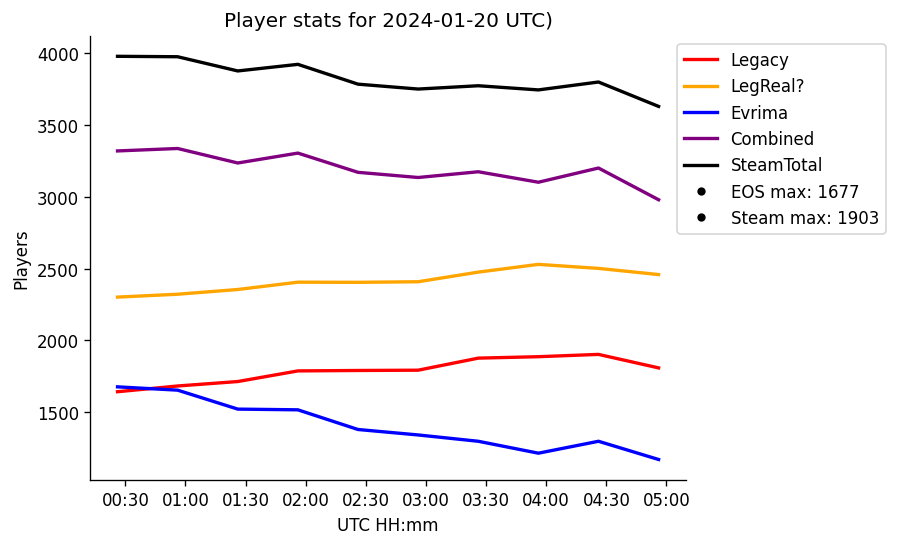 Player stats for 2024-01-20 UTC)
Players
4000
3500
3000
2500
2000
1500
00:30 01:00 01:30 02:00 02:30 03:00 03:30 04:00 04:30 05:00
UTC HH:mm
Legacy
LegReal?
Evrima
Combined
SteamTotal
EOS max: 1677
Steam max: 1903